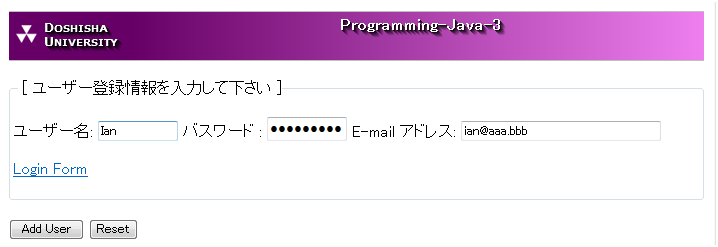 DOSHISHA
UNIVERSITY
Programming-Java-3
[ ユーザー登録情報を入力して下さい ]
ユーザー名: Ian パスワード : ●●●●●●●●● E-mail アドレス: ian@aaa.bbb
Login Form
Add User Reset